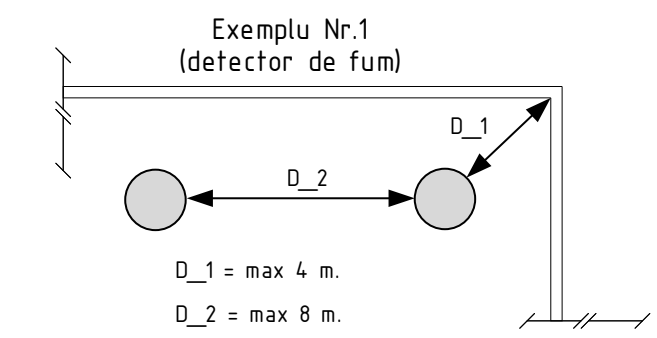 Exemplu Nr.1
(detector de fum)
D_1
D_2
D_1 = max 4 m.
D_2 = max 8 m.